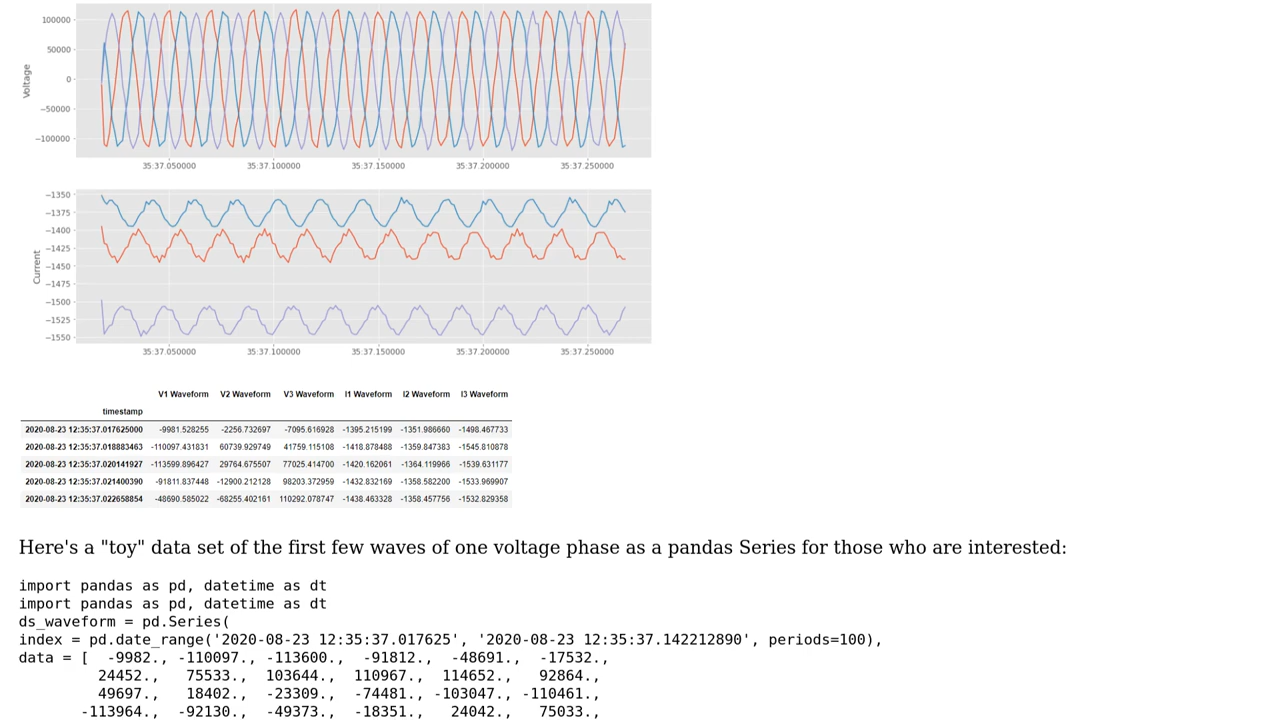 100000
50000
0
−50000
−100000
Voltage
35:37.050000 35:37.100000 35:37.150000 35:37.200000 35:37.250000
−1350
−1375
−1400
−1425
−1450
−1475
−1500
−1525
−1550
Current
35:37.050000 35:37.100000 35:37.150000 35:37.200000 35:37.250000
V1 Waveform V2 Waveform V3 Waveform I1 Waveform I2 Waveform I3 Waveform
timestamp
2020-08-23 12:35:37.017625000 -9981.528255 -2256.732697 -7095.616928 -1395.215199 -1351.986660 -1498.467733
2020-08-23 12:35:37.018883463 -110097.431831 60739.929749 41759.115108 -1418.878488 -1359.847383 -1545.810878
2020-08-23 12:35:37.020141927 -113599.896427 29764.675507 77025.414700 -1420.162061 -1364.119966 -1539.631177
2020-08-23 12:35:37.021400390 -91811.837448 -12900.212128 98203.372959 -1432.832169 -1358.582200 -1533.969907
2020-08-23 12:35:37.022658854 -48690.585022 -68255.402161 110292.078747 -1438.463328 -1358.457756 -1532.829358
Here's a "toy" data set of the first few waves of one voltage phase as a pandas Series for those who are interested:
import pandas as pd, datetime as dt
import pandas as pd, datetime as dt
ds_waveform = pd.Series(
index = pd.date_range('2020-08-23 12:35:37.017625', '2020-08-23 12:35:37.142212890', periods=100),
data = [  -9982., -110097., -113600.,  -91812.,  -48691.,  -17532.,
24452.,   75533.,  103644.,  110967.,  114652.,   92864.,
49697.,   18402.,  -23309.,  -74481., -103047., -110461.,
-113964.,  -92130.,  -49373.,  -18351.,   24042.,   75033.,